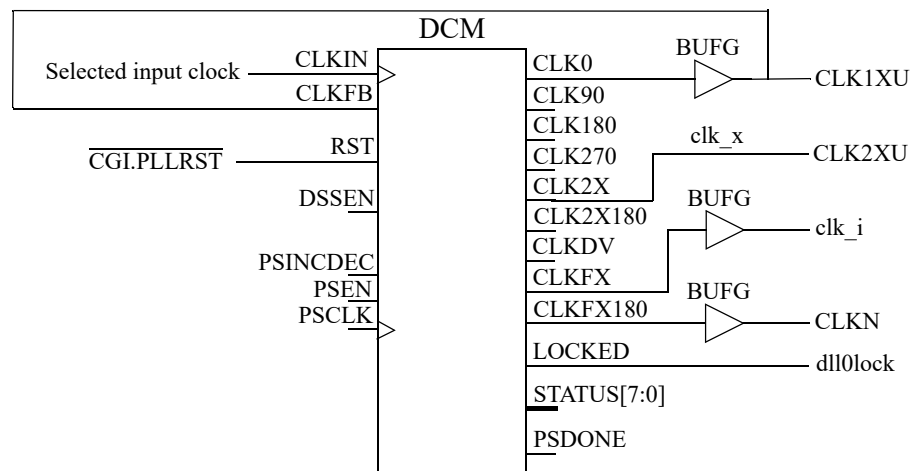 DCM
BUFG
Selected input clock
CLKIN
CLK0
CLK1XU
CLKFB
CLK90
CLK180
clk_x
CGI.PLLRST
RST
CLK270
CLK2XU
DSSEN
CLK2X
BUFG
CLK2X180
clk_i
CLKDV
PSINCDEC
CLKFX
PSEN
BUFG
PSCLK
CLKFX180
CLKN
LOCKED
dll0lock
STATUS[7:0]
PSDONE